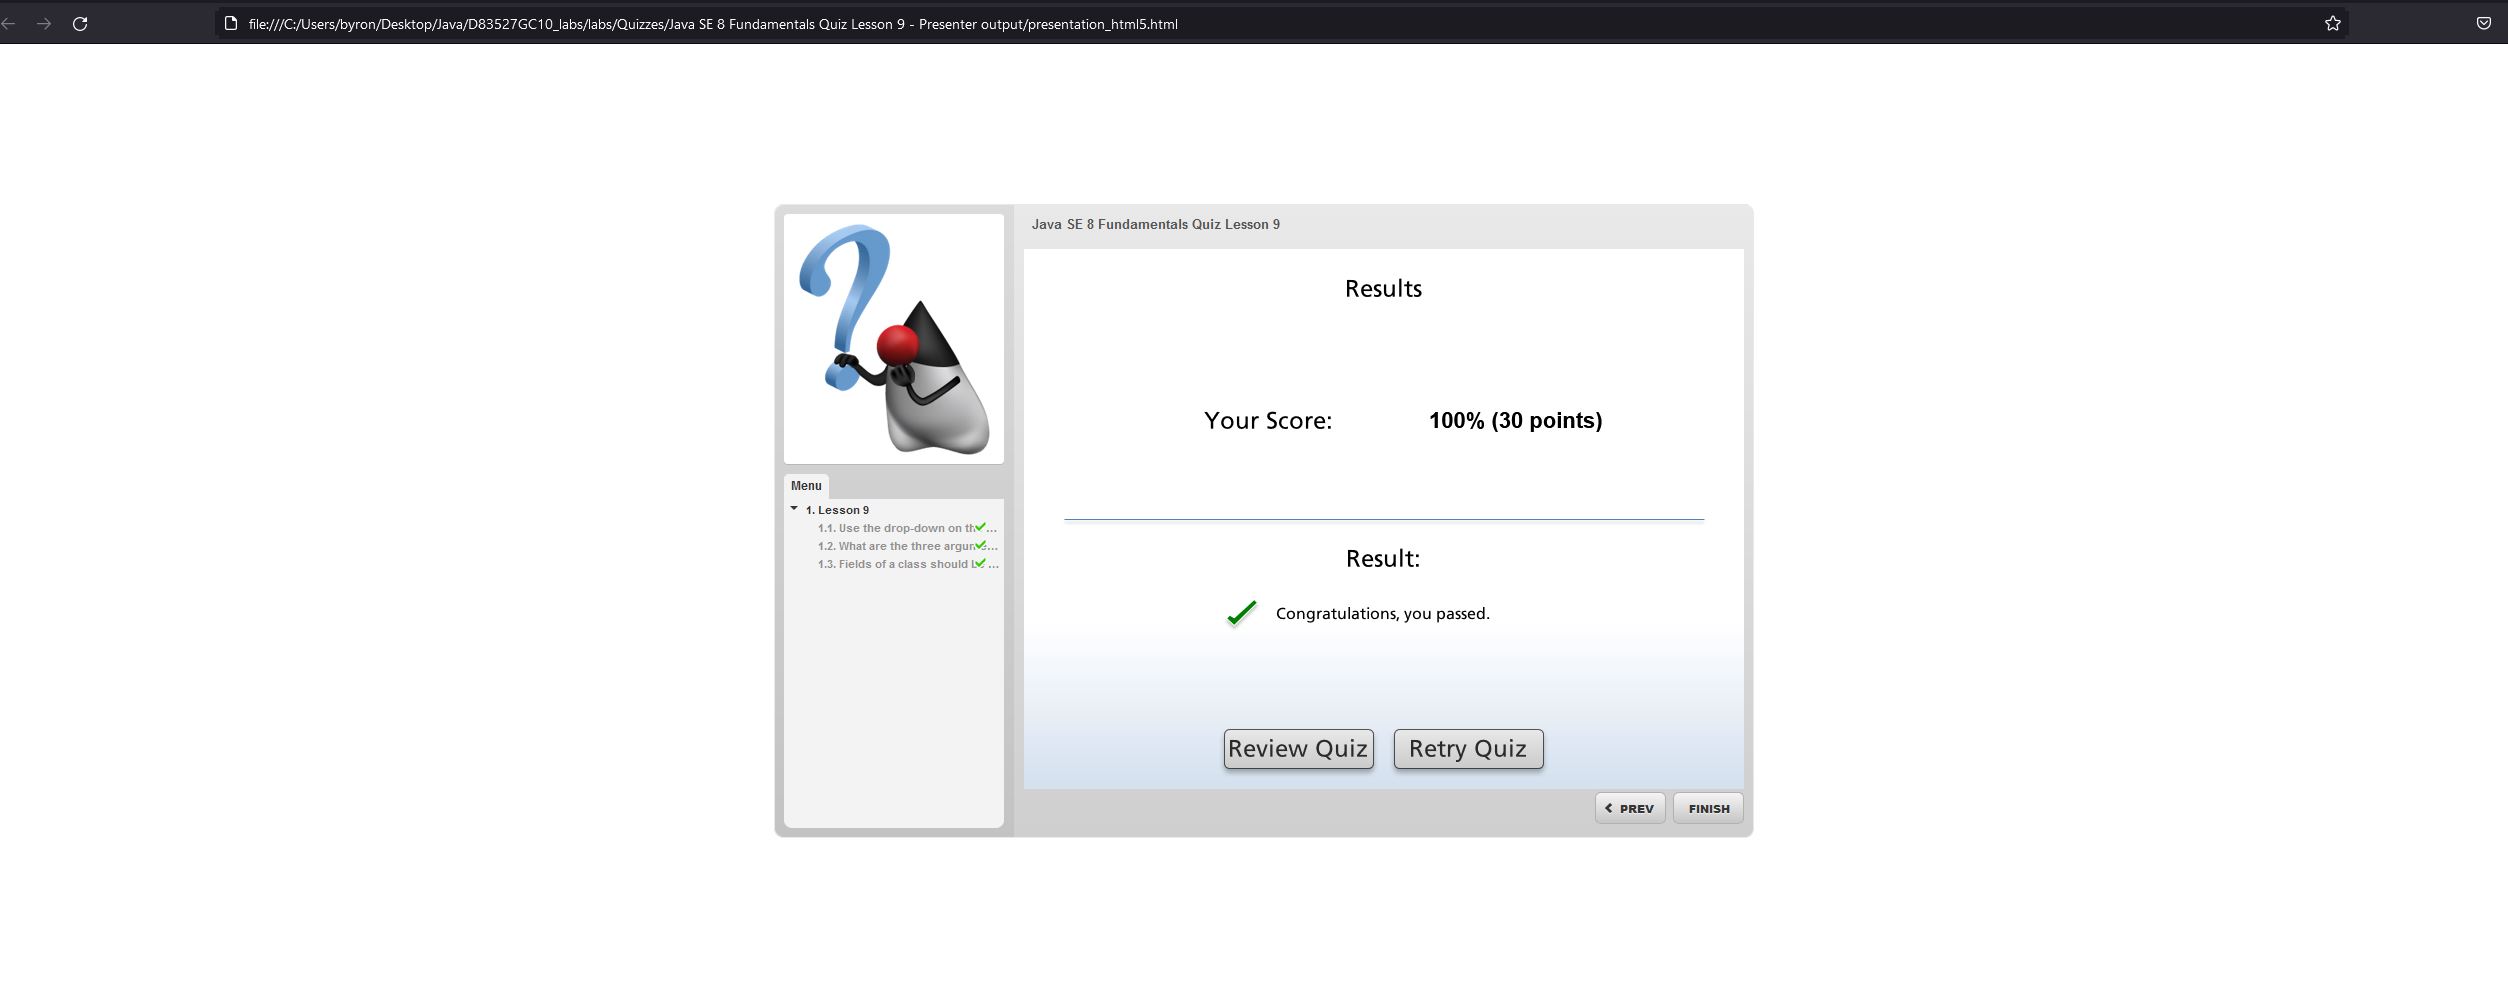 file:///C:/Users/byron/Desktop/Java/D83527GC10_labs/labs/Quizzes/Java SE 8 Fundamentals Quiz Lesson 9 - Presenter output/presentation_html5.html
Java SE 8 Fundamentals Quiz Lesson 9
Results
Your Score: 100% (30 points)
Result:
Congratulations, you passed.
Review Quiz Retry Quiz
PREV FINISH
Menu
1. Lesson 9
1.1. Use the drop-down on th...
1.2. What are the three argum...
1.3. Fields of a class should ...